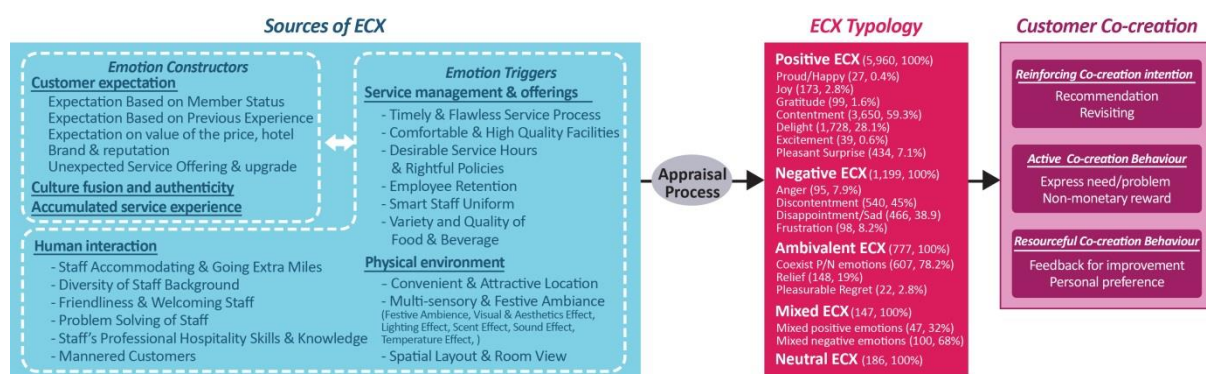 Sources of ECX
Emotion Constructors
Customer expectation
Expectation Based on Member Status
Expectation Based on Previous Experience
Expectation on value of the price, hotel
Brand & reputation
Unexpected Service Offering & upgrade
Culture fusion and authenticity
Accumulated service experience
Human interaction
- Staff Accommodating & Going Extra Miles
- Diversity of Staff Background
- Friendliness & Welcoming Staff
- Problem Solving of Staff
- Staff's Professional Hospitality Skills & Knowledge
- Mannered Customers
Emotion Triggers
Service management & offerings
- Timely & Flawless Service Process
- Comfortable & High Quality Facilities
- Desirable Service Hours
& Rightful Policies
- Employee Retention
- Smart Staff Uniform
- Variety and Quality of
Food & Beverage
Physical environment
- Convenient & Attractive Location
- Multi-sensory & Festive Ambiance
(Festive Ambience, Visual & Aesthetics Effect,
Lighting Effect, Scent Effect, Sound Effect,
Temperature Effect, )
- Spatial Layout & Room View
Appraisal
Process
ECX Typology
Positive ECX (5,960, 100%)
Proud/Happy (27, 0.4%)
Joy (173, 2.8%)
Gratitude (99, 1.6%)
Contentment (3,650, 59.3%)
Delight (1,728, 28.1%)
Excitement (39, 0.6%)
Pleasant Surprise (434, 7.1%)
Negative ECX (1,199, 100%)
Anger (95, 7.9%)
Discontentment (540, 45%)
Disappointment/Sad (466, 38.9)
Frustration (98, 8.2%)
Ambivalent ECX (777, 100%)
Coexist P/N emotions (607, 78.2%)
Relief (148, 19%)
Pleasurable Regret (22, 2.8%)
Mixed ECX (147, 100%)
Mixed positive emotions (47, 32%)
Mixed negative emotions (100, 68%)
Neutral ECX (186, 100%)
Customer Co-creation
Reinforcing Co-creation intention
Recommendation
Revisiting
Active Co-creation Behaviour
Express need/problem
Non-monetary reward
Resourceful Co-creation Behaviour
Feedback for improvement
Personal preference